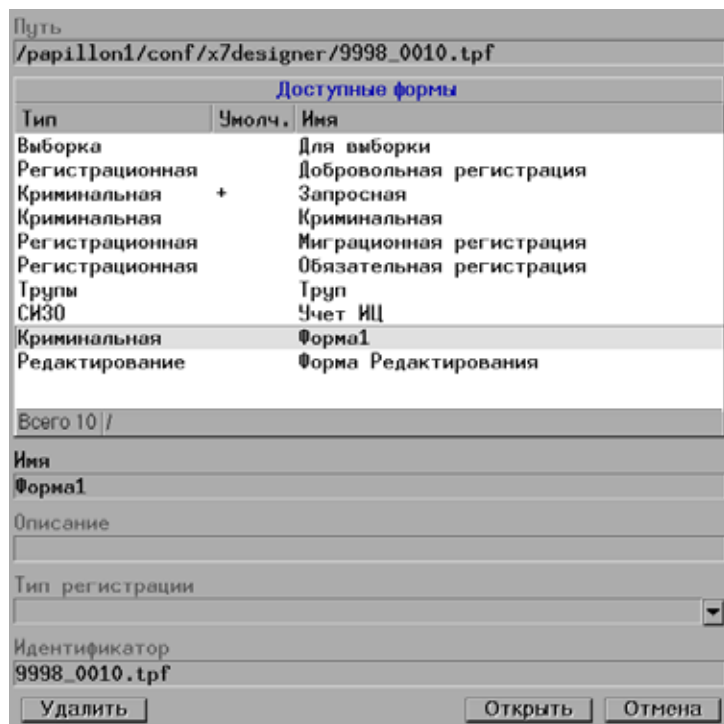 Путь
/papillon1/conf/x7designer/9998_0010.tpf
Доступные формы
Тип Умолч. Имя
Выборка Для выборки
Регистрационная Добровольная регистрация
Криминальная + Запросная
Криминальная Криминальная
Регистрационная Миграционная регистрация
Регистрационная Обязательная регистрация
Трупы Труп
СИЗО Учет ИЦ
Криминальная Форма1
Редактирование Форма Редактирования
Всего 10 /
Имя
Форма1
Описание
Тип регистрации
Идентификатор
9998_0010.tpf
Удалить Открыть Отмена